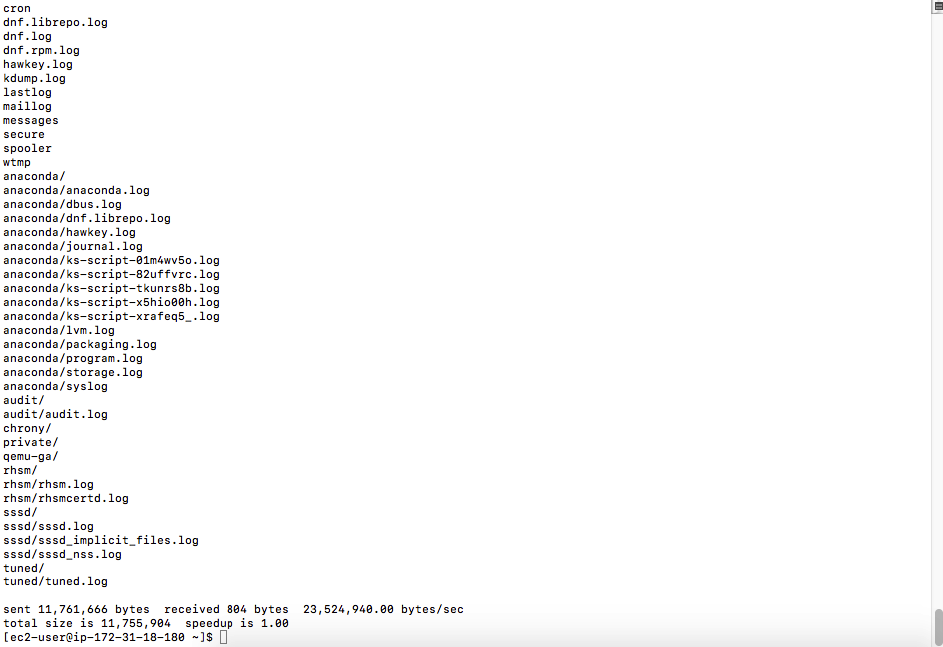 cron
dnf.librepo.log
dnf.log
dnf.rpm.log
hawkey.log
kdump.log
lastlog
maillog
messages
secure
spooler
wtmp
anaconda/
anaconda/anaconda.log
anaconda/dbus.log
anaconda/dnf.librepo.log
anaconda/hawkey.log
anaconda/journal.log
anaconda/ks-script-01m4wv5o.log
anaconda/ks-script-82uffvrc.log
anaconda/ks-script-tkunrs8b.log
anaconda/ks-script-x5hio00h.log
anaconda/ks-script-xrafeq5_.log
anaconda/lvm.log
anaconda/packaging.log
anaconda/program.log
anaconda/storage.log
anaconda/syslog
audit/
audit/audit.log
chrony/
private/
qemu-ga/
rhsm/
rhsm/rhsm.log
rhsm/rhsmcertd.log
sssd/
sssd/sssd.log
sssd/sssd_implicit_files.log
sssd/sssd_nss.log
tuned/
tuned/tuned.log
sent 11,761,666 bytes  received 804 bytes  23,524,940.00 bytes/sec
total size is 11,755,904  speedup is 1.00
[ec2-user@ip-172-31-18-180 ~]$